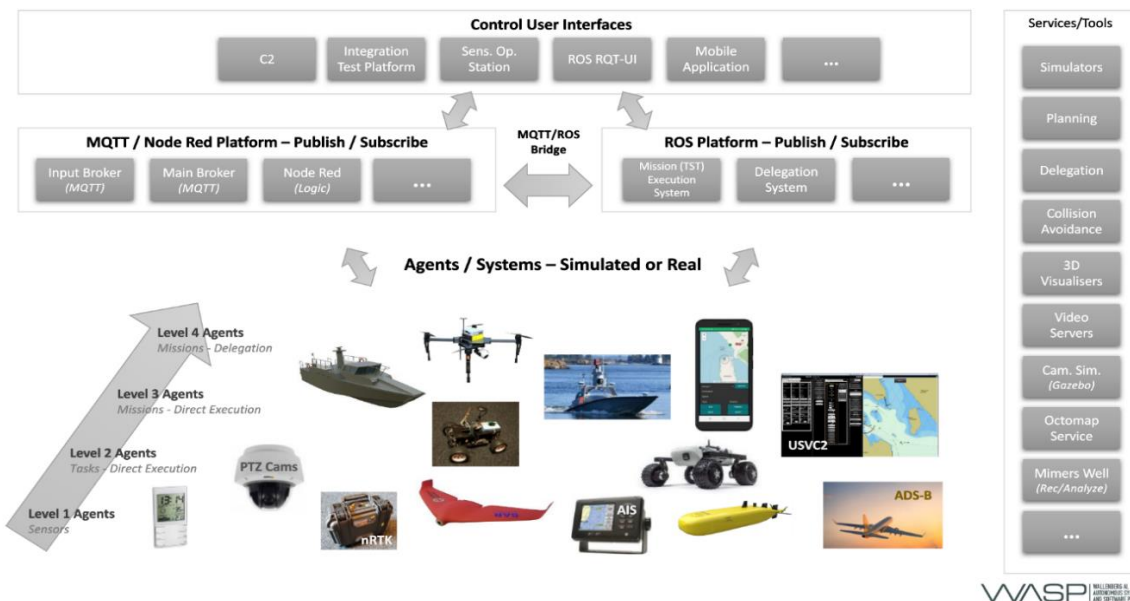 Control User Interfaces
C2
Integration
Test Platform
Sens. Op.
Station
ROS RQT-UI
Mobile
Application
...
MQTT / Node Red Platform – Publish / Subscribe
Input Broker
(MQTT)
Main Broker
(MQTT)
Node Red
(Logic)
...
MQTT/ROS
Bridge
ROS Platform – Publish / Subscribe
Mission (TST)
Execution
System
Delegation
System
...
Agents / Systems – Simulated or Real
Level 4 Agents
Missions - Delegation
Level 3 Agents
Missions - Direct Execution
Level 2 Agents
Tasks - Direct Execution
Level 1 Agents
Sensors
PTZ Cams
nRTK
AIS
USVC2
ADS-B
Services/Tools
Simulators
Planning
Delegation
Collision
Avoidance
3D
Visualisers
Video
Servers
Cam. Sim.
(Gazebo)
Octomap
Service
Mimers Well
(Rec/Analyze)
...
WASP
WALLENBERG AI,
AUTONOMOUS
AND SOFTWARE